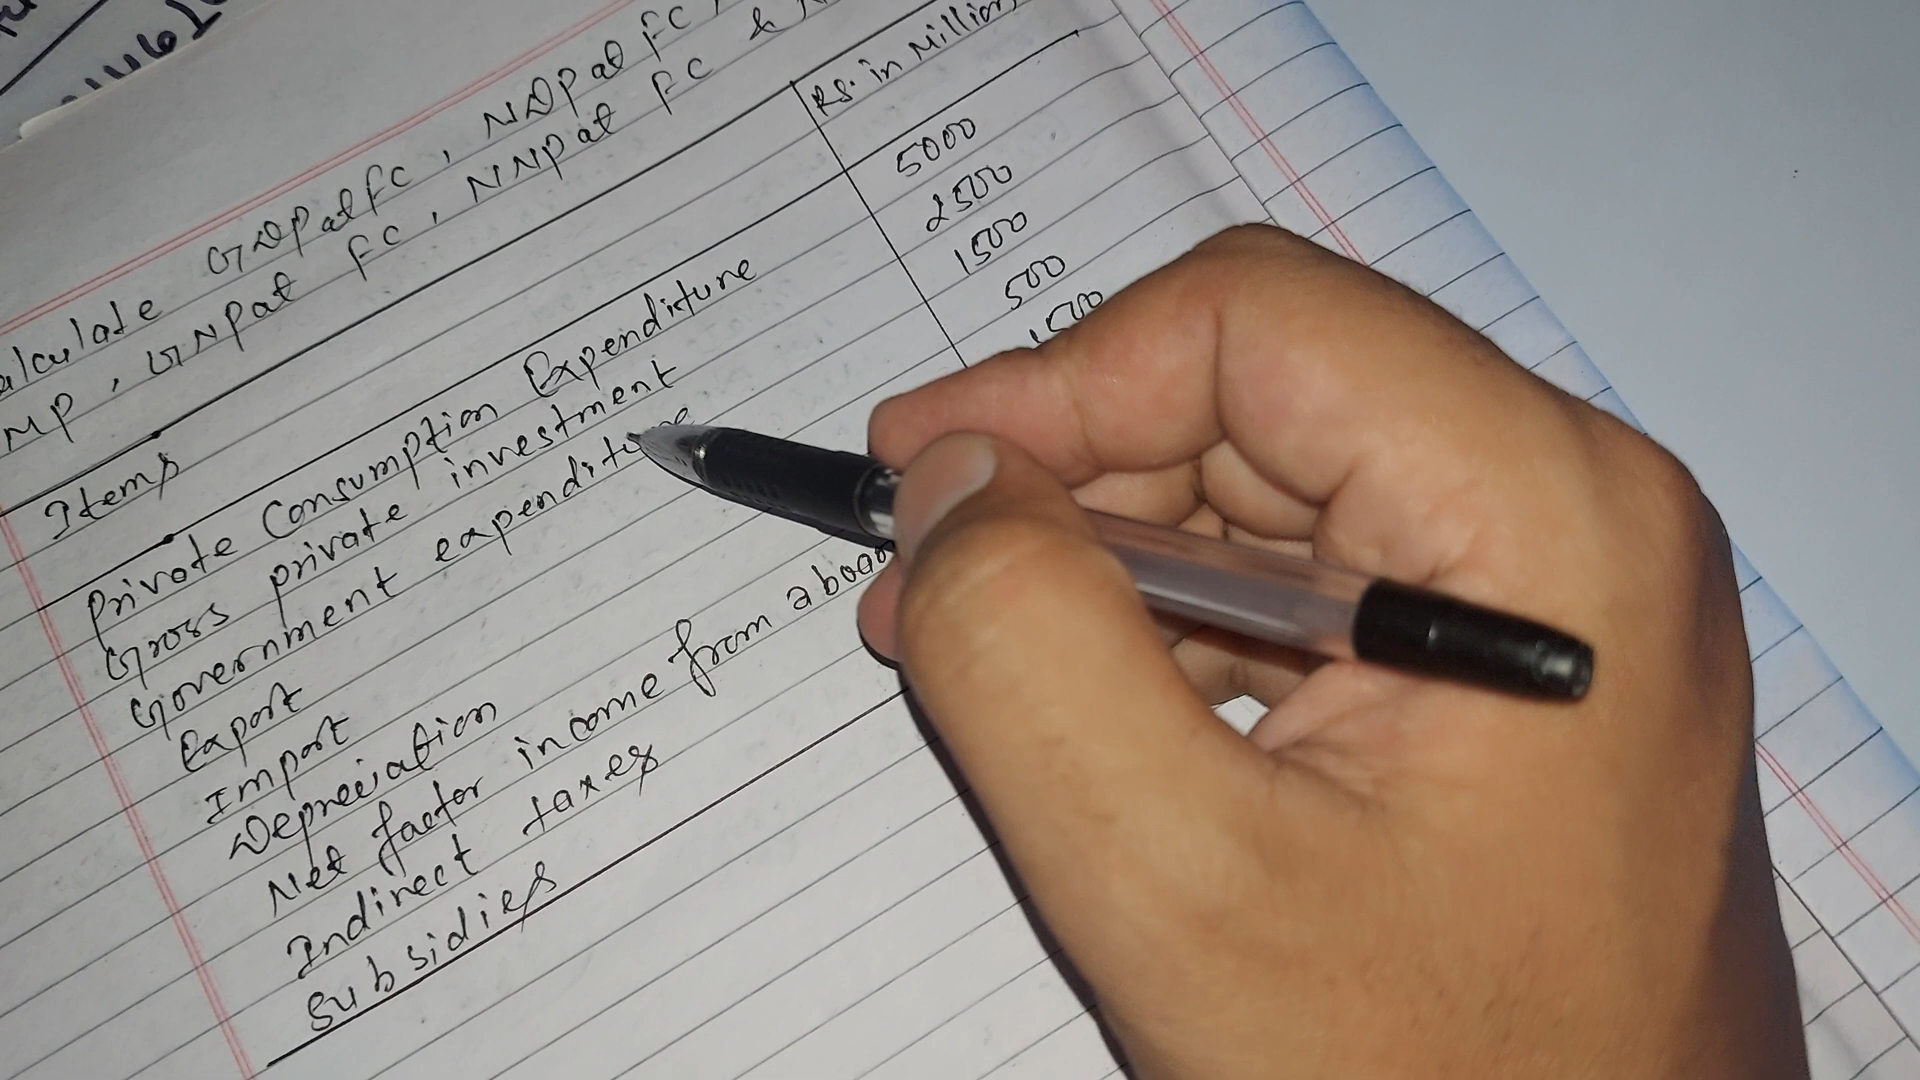 alculate GDP at FC, NDP at FC,
MP, GNP at FC, NNP at FC &
Items Rs. in Million
Private Consumption Expenditure 5000
Gross private investment 2500
Government expenditure 1500
Export 500
Import 1500
Depreciation
Net factor income from aboar
Indirect taxes
Subsidies